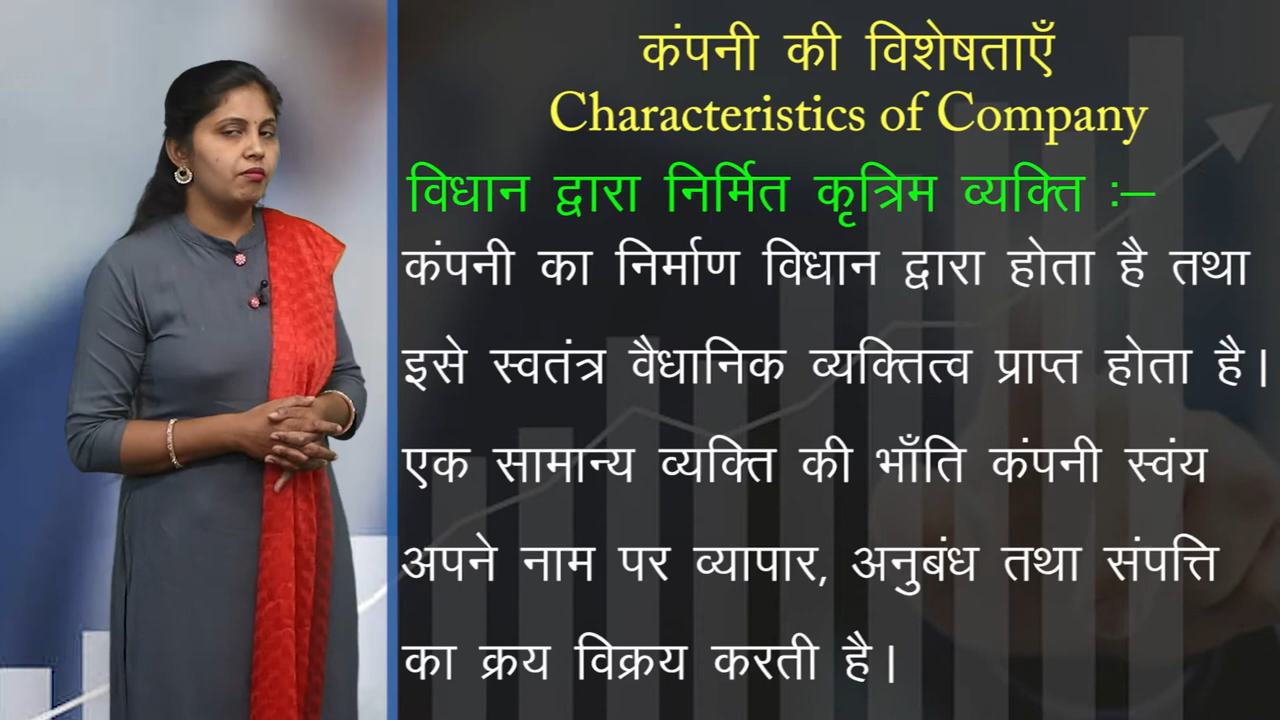 कंपनी की विशेषताएँ
Characteristics of Company
विधान द्वारा निर्मित कृत्रिम व्यक्ति :–
कंपनी का निर्माण विधान द्वारा होता है तथा
इसे स्वतंत्र वैधानिक व्यक्तित्व प्राप्त होता है।
एक सामान्य व्यक्ति की भाँति कंपनी स्वंय
अपने नाम पर व्यापार, अनुबंध तथा संपत्ति
का क्रय विक्रय करती है।